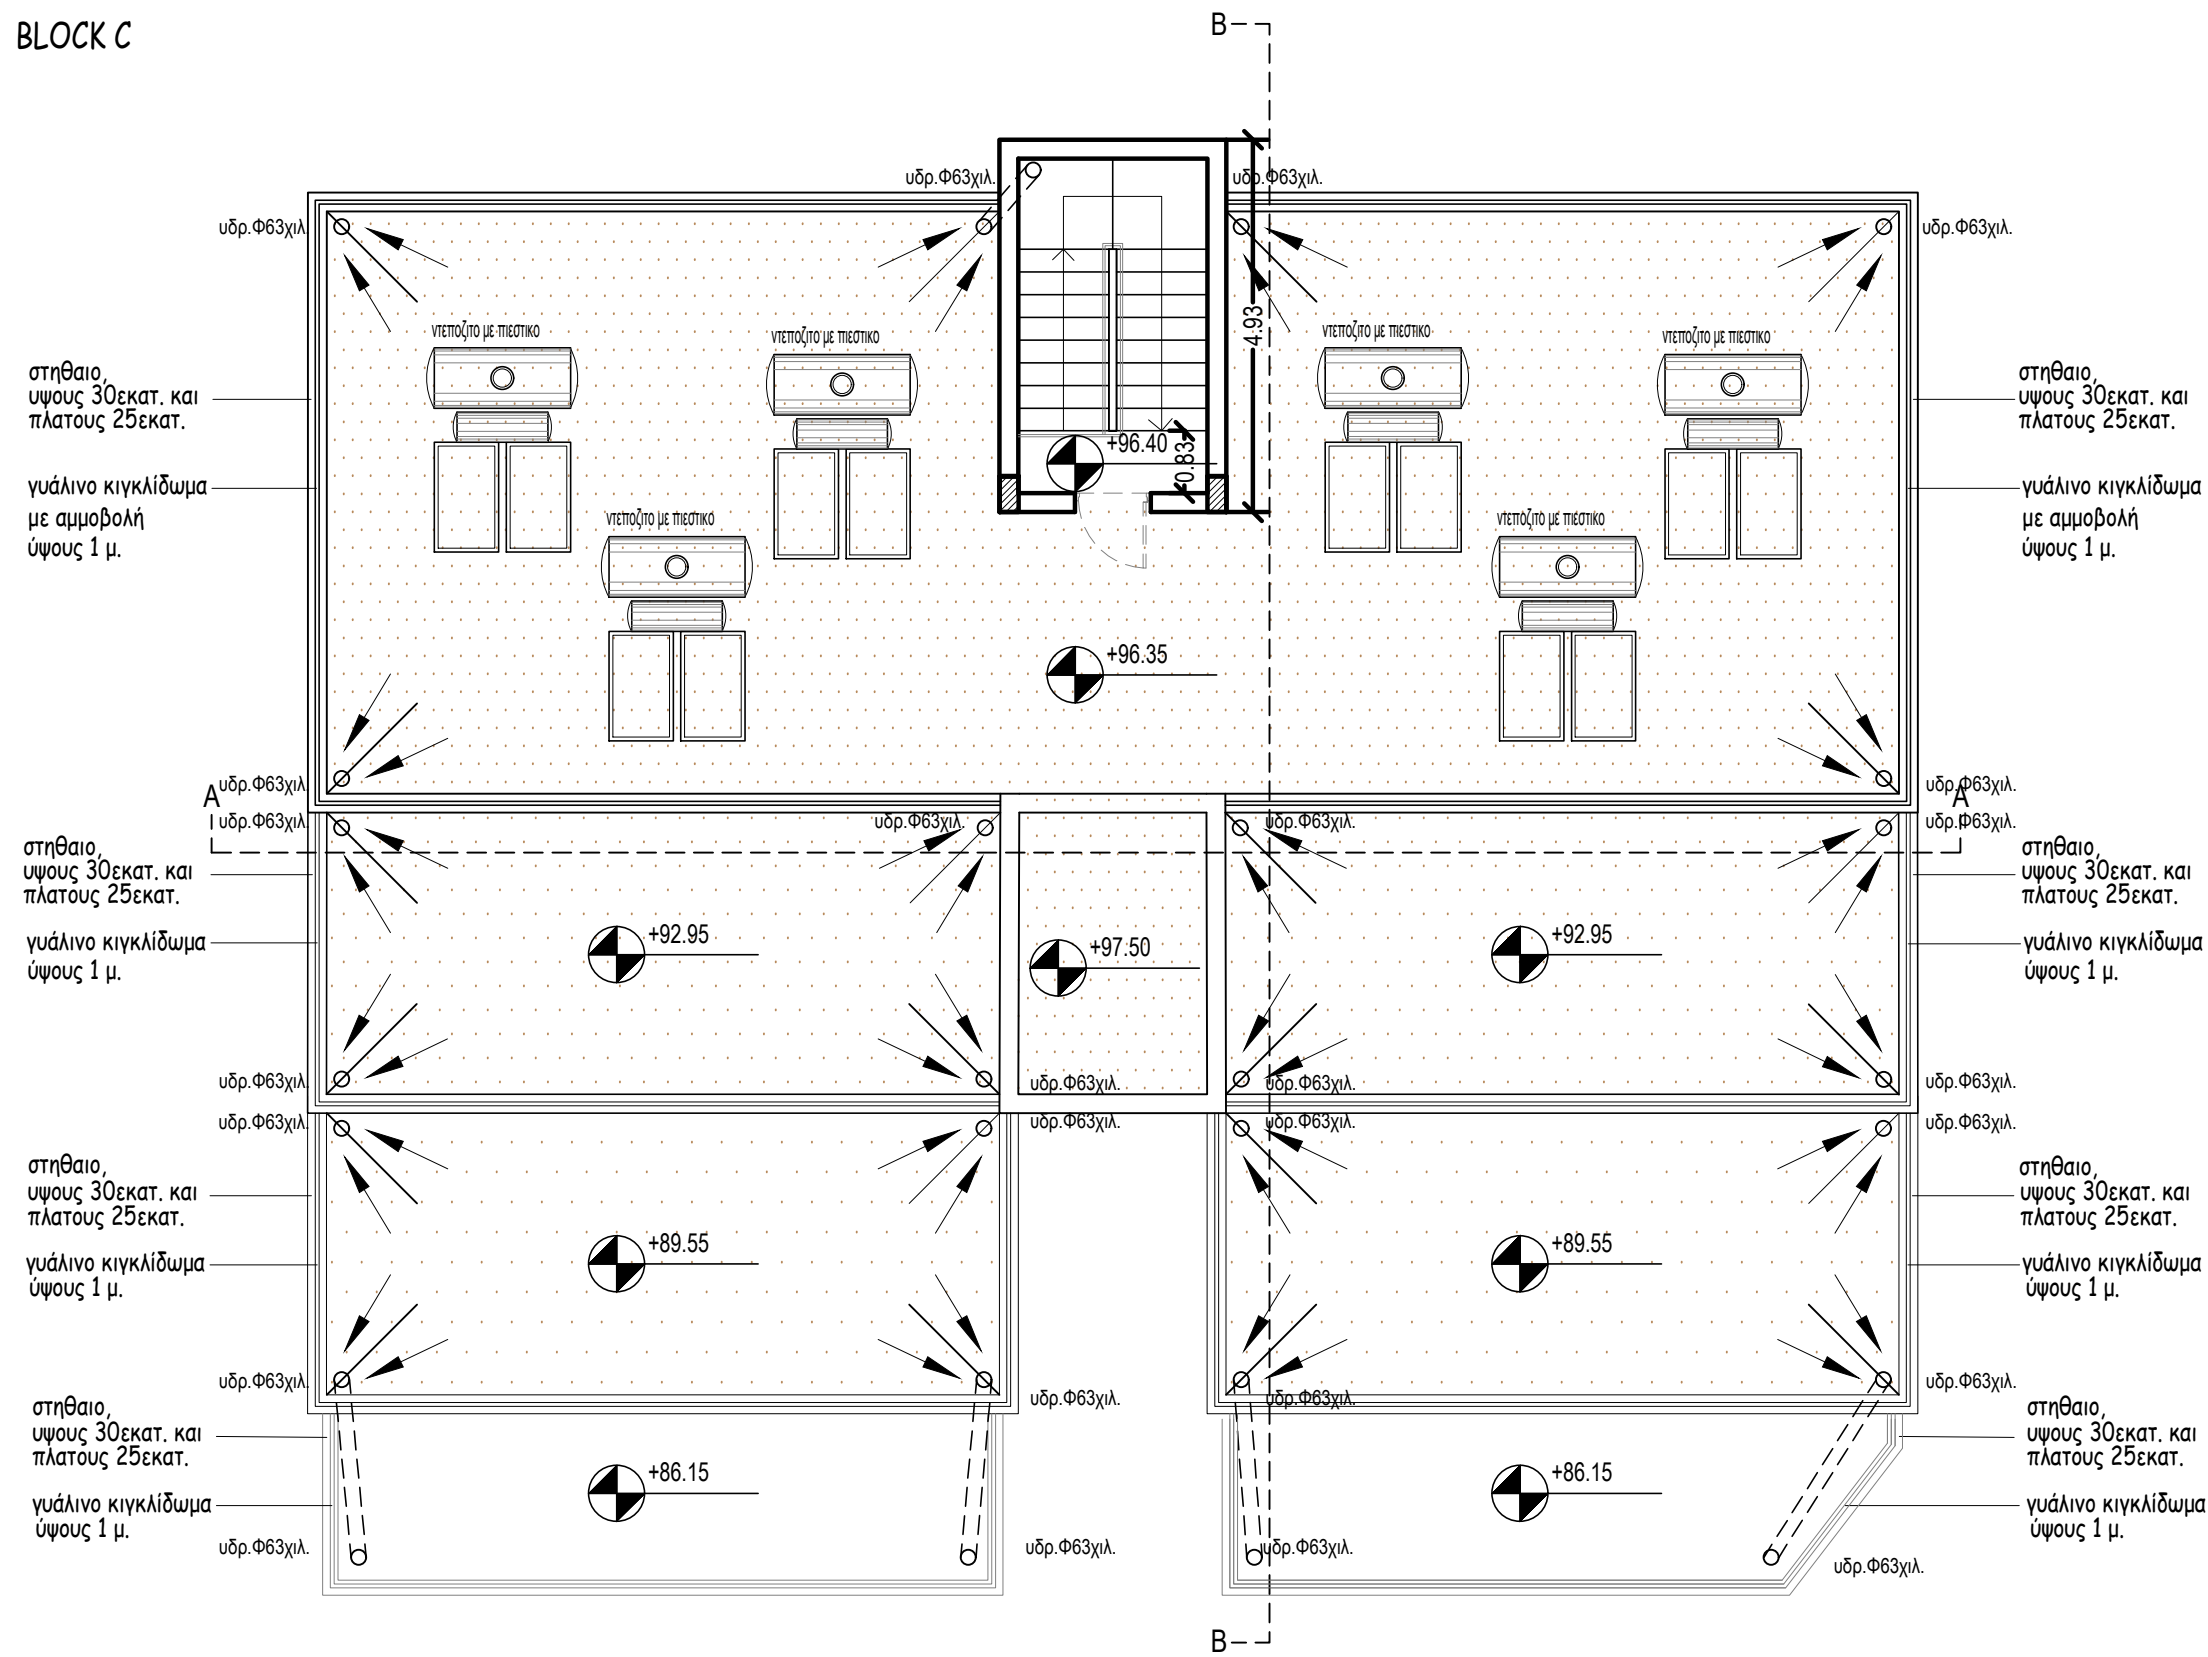 BLOCK C
B
υδρ.Φ63χιλ.
υδρ.Φ63χιλ.
υδρ.Φ63χιλ.
υδρ.Φ63χιλ.
4.93
ντεποζιτο με πιεστικο
ντεποζιτο με πιεστικο
ντεποζιτο με πιεστικο
ντεποζιτο με πιεστικο
στηθαιο,
υψους 30εκατ. και
πλατους 25εκατ.
στηθαιο,
υψους 30εκατ. και
πλατους 25εκατ.
+96.40
0.83
γυάλινο κιγκλίδωμα
με αμμοβολή
ύψους 1 μ.
γυάλινο κιγκλίδωμα
με αμμοβολή
ύψους 1 μ.
ντεποζιτο με πιεστικο
ντεποζιτο με πιεστικο
+96.35
υδρ.Φ63χιλ.
υδρ.Φ63χιλ.
A
A
υδρ.Φ63χιλ.
υδρ.Φ63χιλ.
υδρ.Φ63χιλ.
υδρ.Φ63χιλ.
στηθαιο,
υψους 30εκατ. και
πλατους 25εκατ.
στηθαιο,
υψους 30εκατ. και
πλατους 25εκατ.
γυάλινο κιγκλίδωμα
ύψους 1 μ.
+92.95
+97.50
+92.95
γυάλινο κιγκλίδωμα
ύψους 1 μ.
υδρ.Φ63χιλ.
υδρ.Φ63χιλ.
υδρ.Φ63χιλ.
υδρ.Φ63χιλ.
υδρ.Φ63χιλ.
υδρ.Φ63χιλ.
υδρ.Φ63χιλ.
υδρ.Φ63χιλ.
στηθαιο,
υψους 30εκατ. και
πλατους 25εκατ.
στηθαιο,
υψους 30εκατ. και
πλατους 25εκατ.
γυάλινο κιγκλίδωμα
ύψους 1 μ.
+89.55
+89.55
γυάλινο κιγκλίδωμα
ύψους 1 μ.
υδρ.Φ63χιλ.
υδρ.Φ63χιλ.
υδρ.Φ63χιλ.
υδρ.Φ63χιλ.
στηθαιο,
υψους 30εκατ. και
πλατους 25εκατ.
στηθαιο,
υψους 30εκατ. και
πλατους 25εκατ.
+86.15
+86.15
γυάλινο κιγκλίδωμα
ύψους 1 μ.
γυάλινο κιγκλίδωμα
ύψους 1 μ.
υδρ.Φ63χιλ.
υδρ.Φ63χιλ.
υδρ.Φ63χιλ.
υδρ.Φ63χιλ.
B